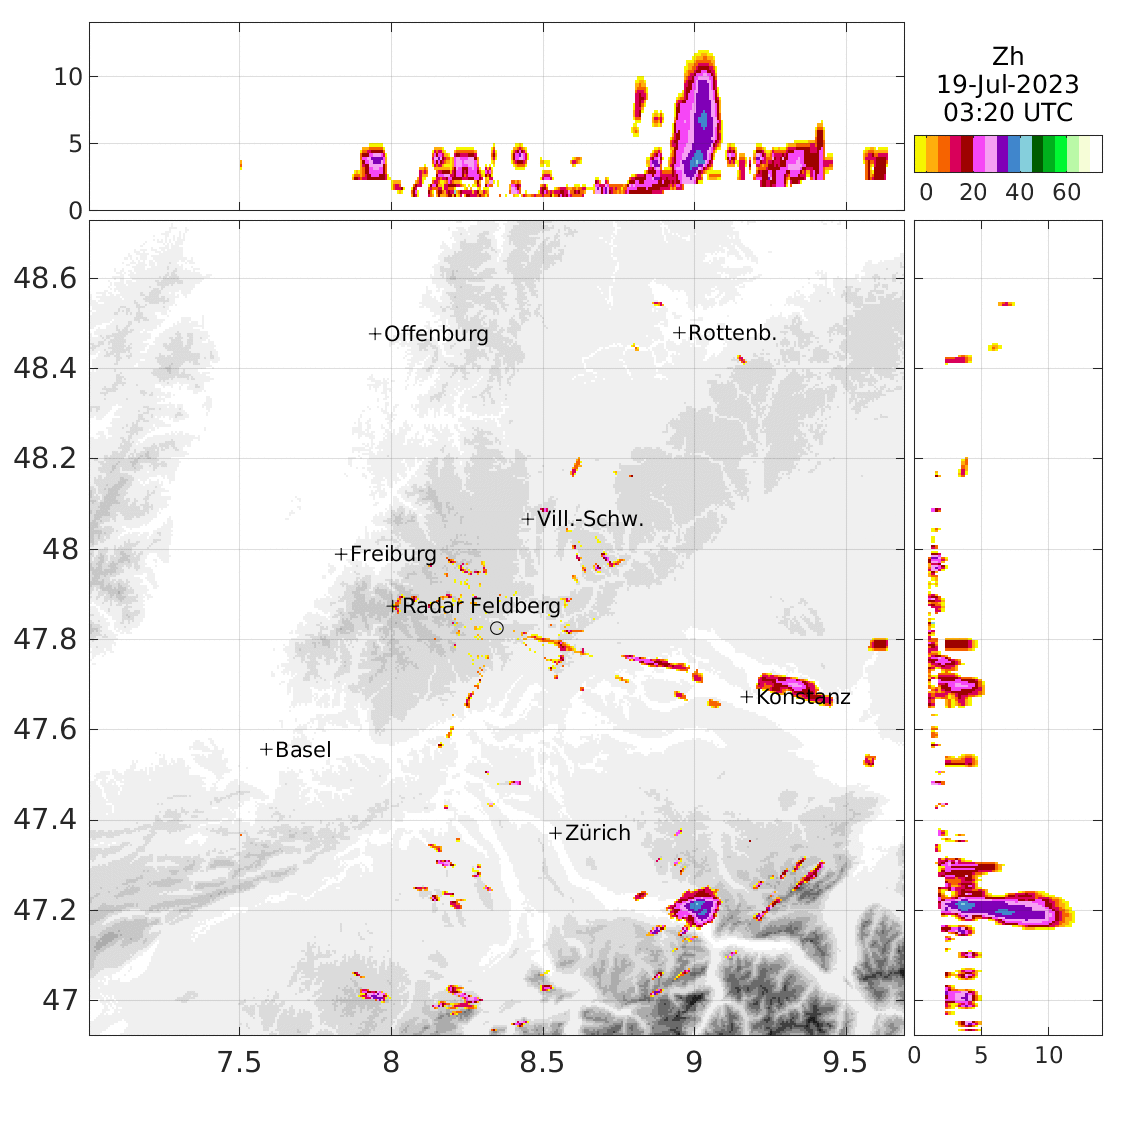 10
5
0
Zh
19-Jul-2023
03:20 UTC
0 20 40 60
48.6
48.4
48.2
48
47.8
47.6
47.4
47.2
47
+Offenburg
+Rottenb.
+Vill.-Schw.
+Freiburg
+Radar Feldberg
+Konstanz
+Basel
+Zürich
7.5 8 8.5 9 9.5
0 5 10